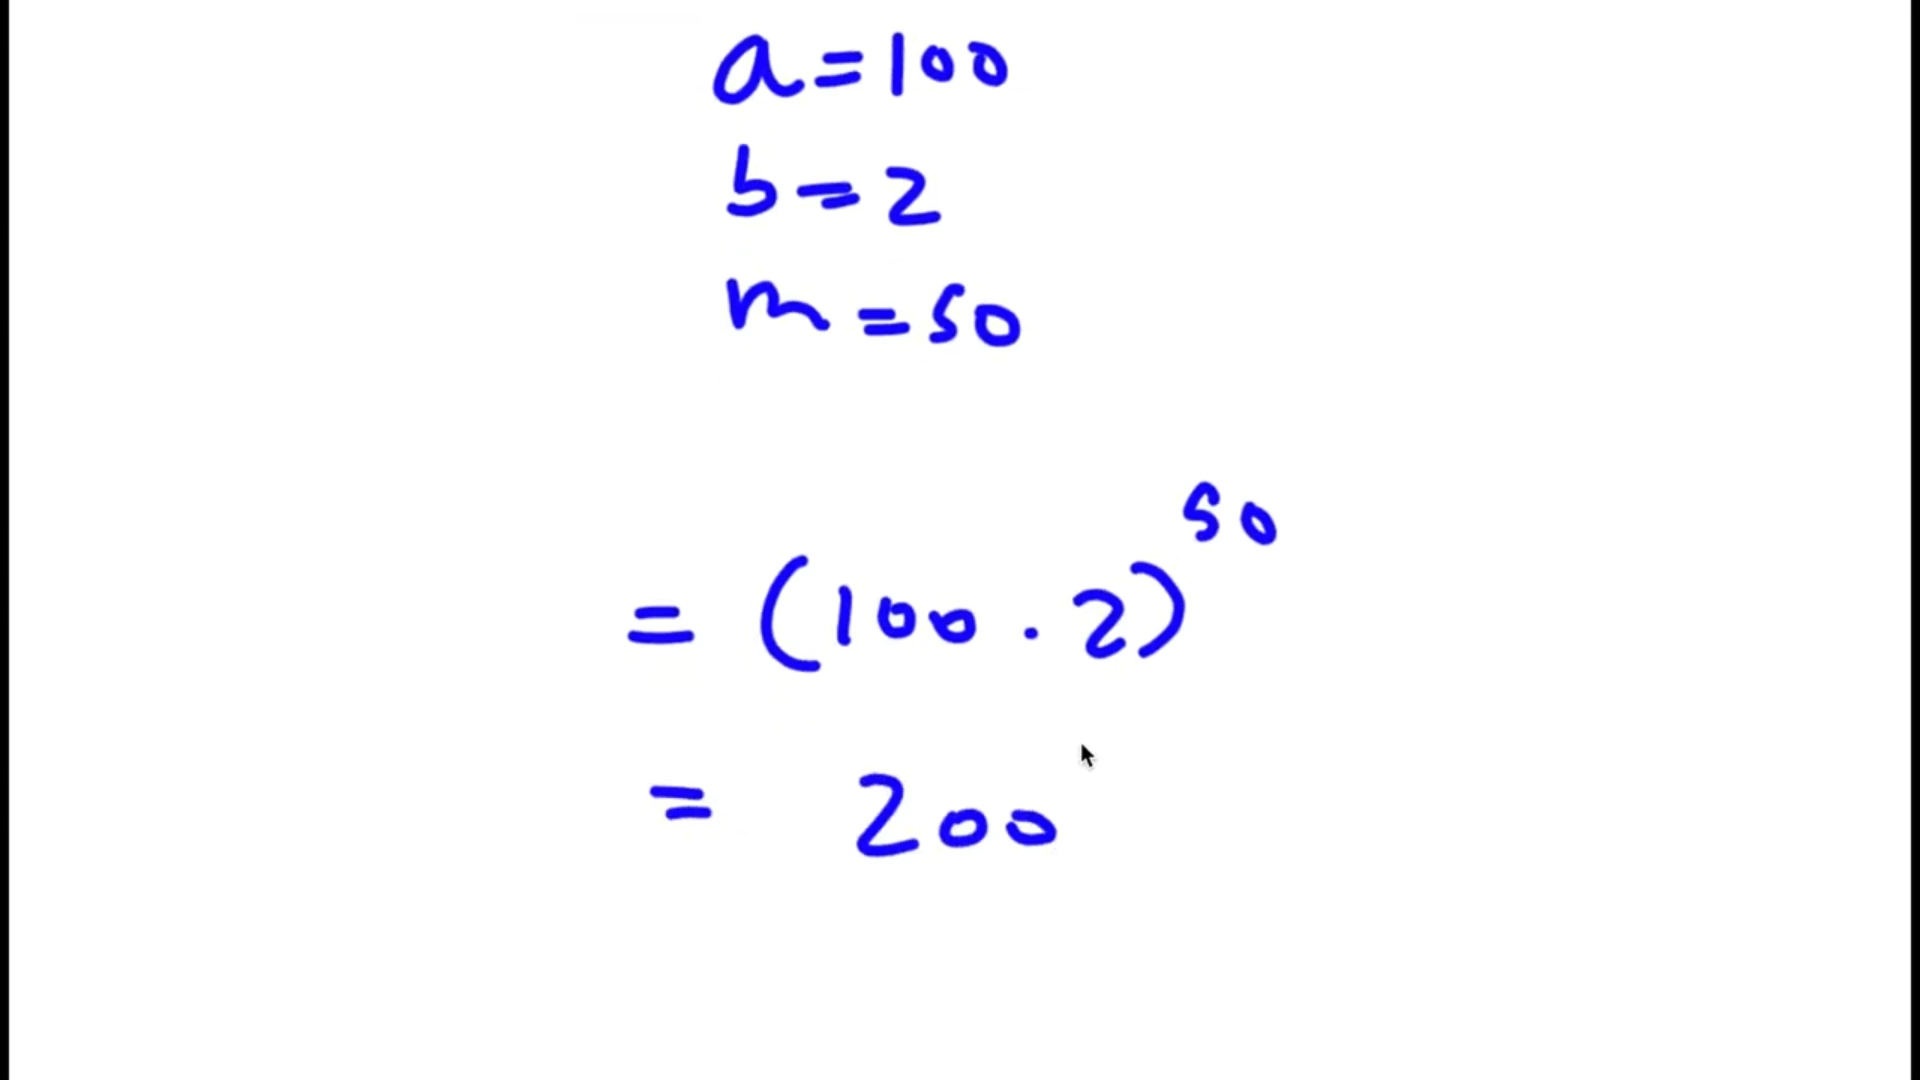 a=100
b=2
m=50
= (100 . 2)^50
= 200